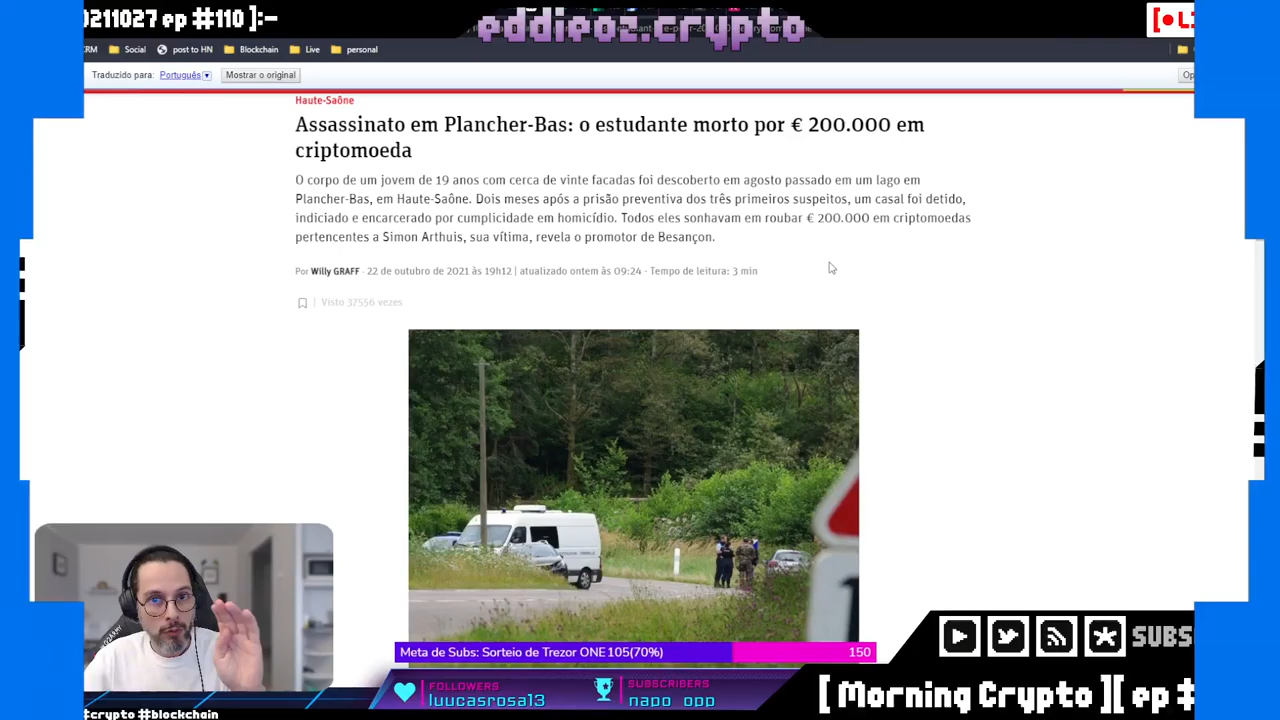 0211027 ep #110 ]:-
eddieoz.crypto
CRM
Social
post to HN
Blockchain
Live
personal
Traduzido para: Português
Mostrar o original
Haute-Saône
Assassinato em Plancher-Bas: o estudante morto por € 200.000 em
criptomoeda
O corpo de um jovem de 19 anos com cerca de vinte facadas foi descoberto em agosto passado em um lago em
Plancher-Bas, em Haute-Saône. Dois meses após a prisão preventiva dos três primeiros suspeitos, um casal foi detido,
indiciado e encarcerado por cumplicidade em homicídio. Todos eles sonhavam em roubar € 200.000 em criptomoedas
pertencentes a Simon Arthuis, sua vítima, revela o promotor de Besançon.
Por Willy GRAFF - 22 de outubro de 2021 às 19h12 | atualizado ontem às 09:24 - Tempo de leitura: 3 min
Visto 37556 vezes
Meta de Subs: Sorteio de Trezor ONE 105(70%) 150
SUBS
FOLLOWERS
luucasrosa13
SUBSCRIBERS
napo_opp
[ Morning Crypto ][ ep #
#crypto #blockchain